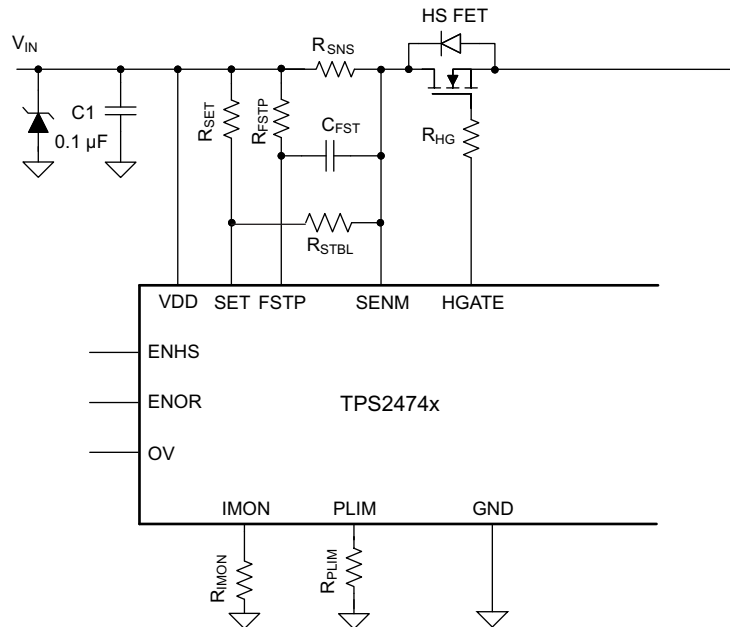 HS FET
VIN
RSNS
C1
0.1 µF
RSET
RFSTP
CFST
RHG
RSTBL
VDD
SET
FSTP
SENM
HGATE
ENHS
ENOR
OV
TPS2474x
IMON
PLIM
GND
RIMON
RPLIM